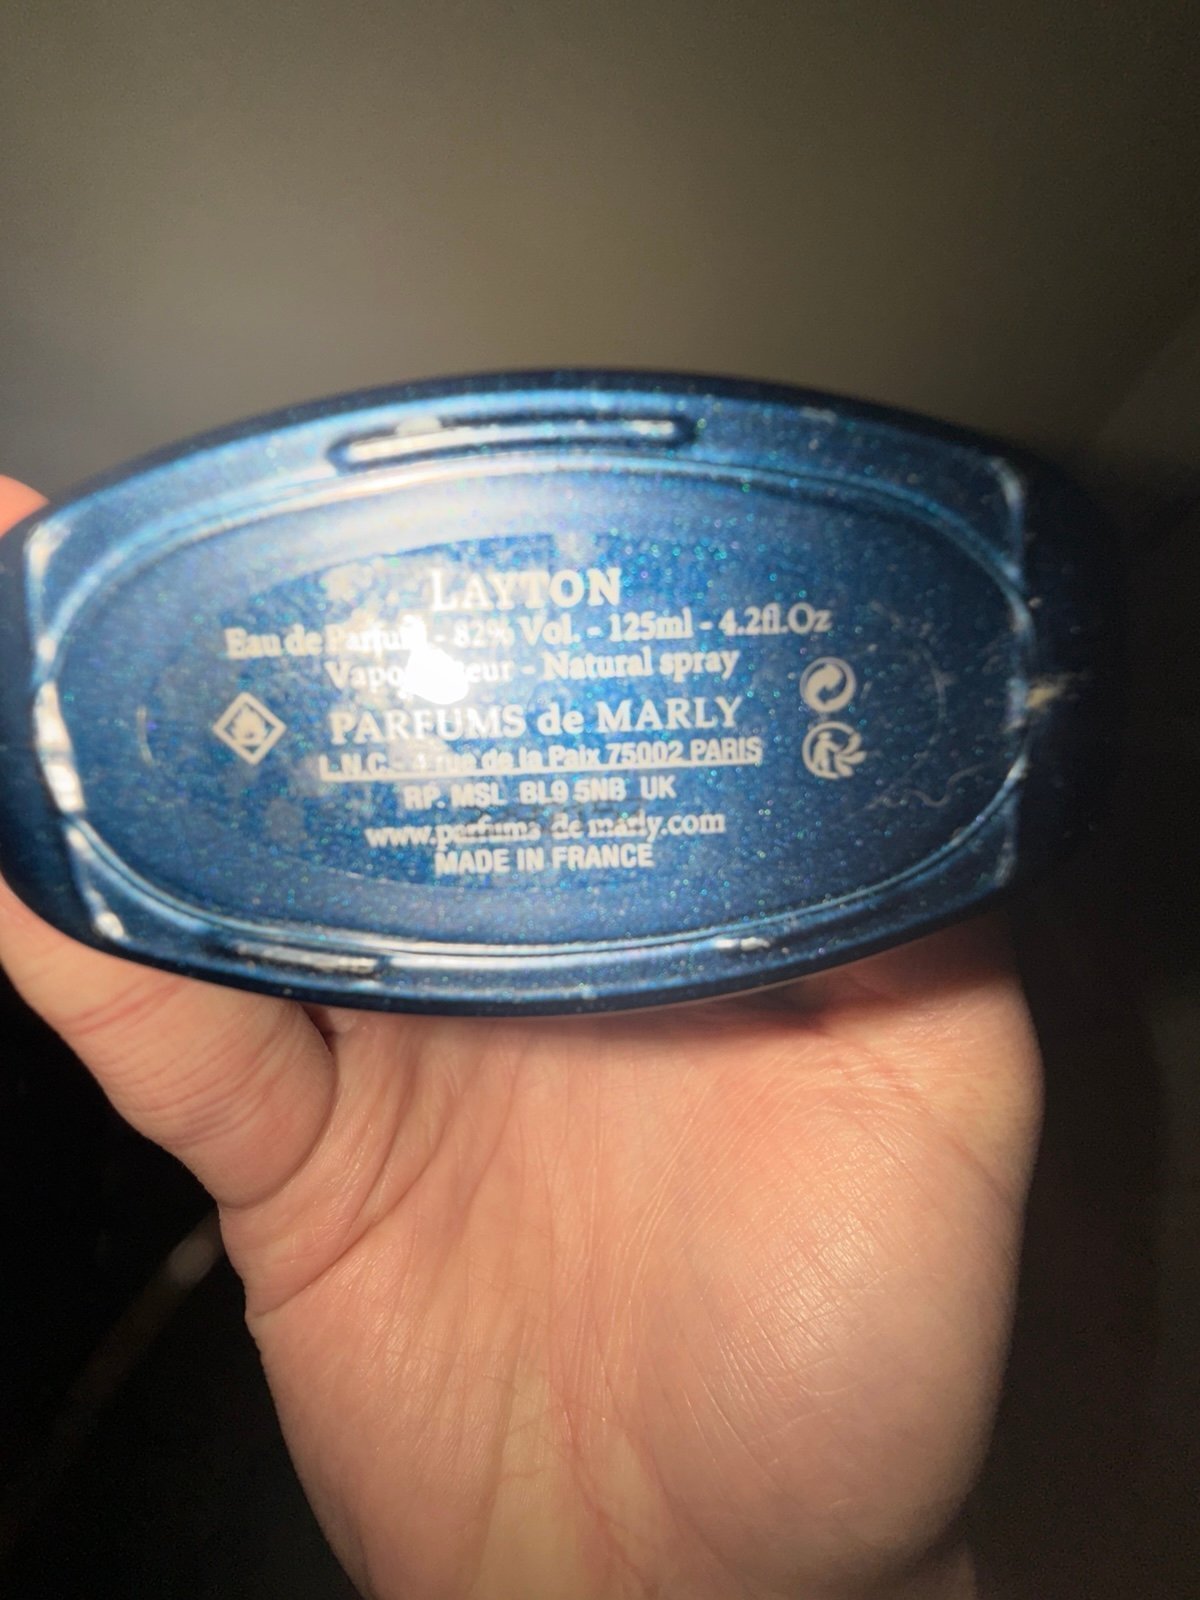 LAYTON
Eau de Parfum - 82% Vol. - 125ml - 4.2fl.Oz
- Natural spray
PARFUMS de MARLY
L.N.C.- 4 rue de la Paix 75002 PARIS
RP. MSL BL9 5NB UK
www.parfums-de-marly.com
MADE IN FRANCE